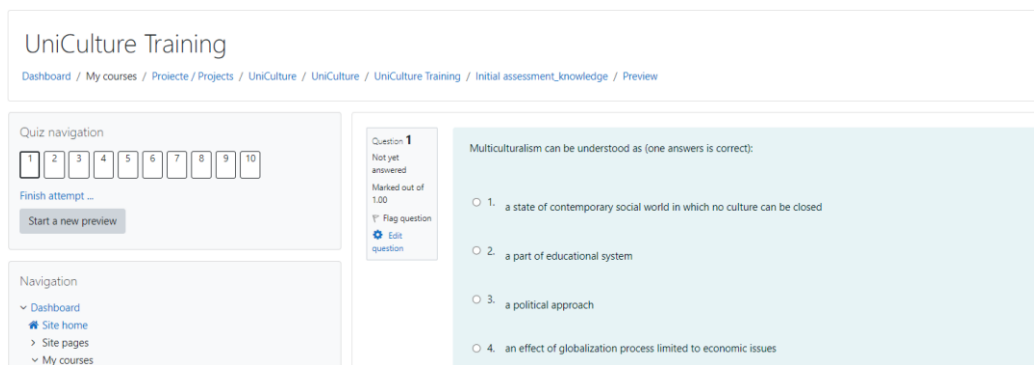 UniCulture Training
Dashboard / My courses / Proiecte / Projects / UniCulture / UniCulture / UniCulture Training / Initial assessment_knowledge / Preview
Quiz navigation
1 2 3 4 5 6 7 8 9 10
Finish attempt ...
Start a new preview
Navigation
Dashboard
Site home
Site pages
My courses
Question 1
Not yet
answered
Marked out of
1.00
Flag question
Edit
question
Multiculturalism can be understood as (one answers is correct):
1. a state of contemporary social world in which no culture can be closed
2. a part of educational system
3. a political approach
4. an effect of globalization process limited to economic issues